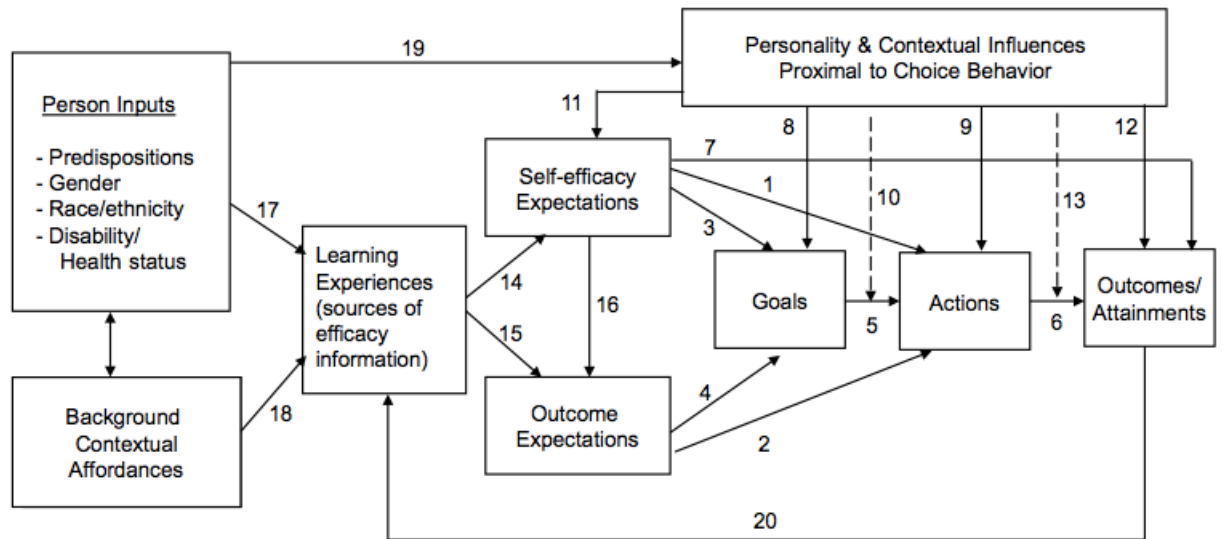 19
Personality & Contextual Influences
Proximal to Choice Behavior
Person Inputs
- Predispositions
- Gender
- Race/ethnicity
- Disability/
Health status
11
8
9
12
7
Self-efficacy
Expectations
1
10
13
3
17
Learning
Experiences
(sources of
efficacy
information)
14
15
16
Goals
5
Actions
6
Outcomes/
Attainments
Background
Contextual
Affordances
18
Outcome
Expectations
4
2
20